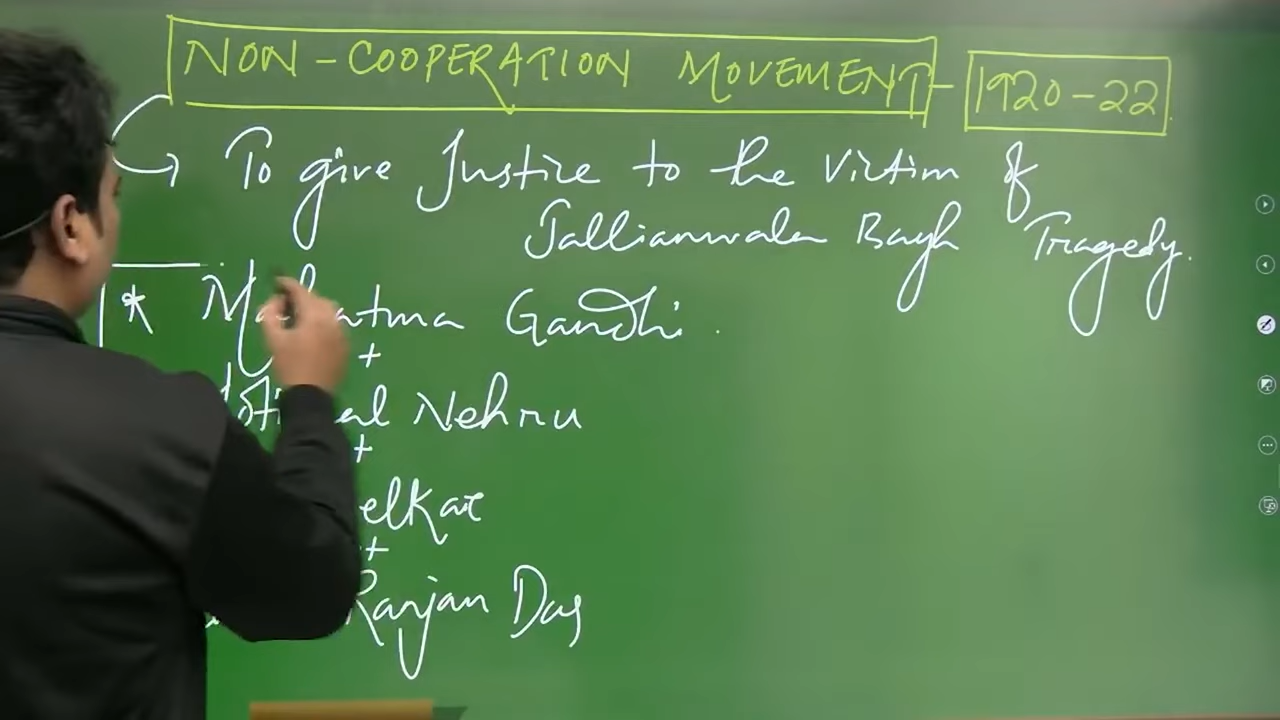 NON-COOPERATION MOVEMENT - 1920-22
To give Justice to the victim of
Jallianwala Bagh Tragedy.
* Mahatma Gandhi.
+
Nehru
+
+
Ranjan Das